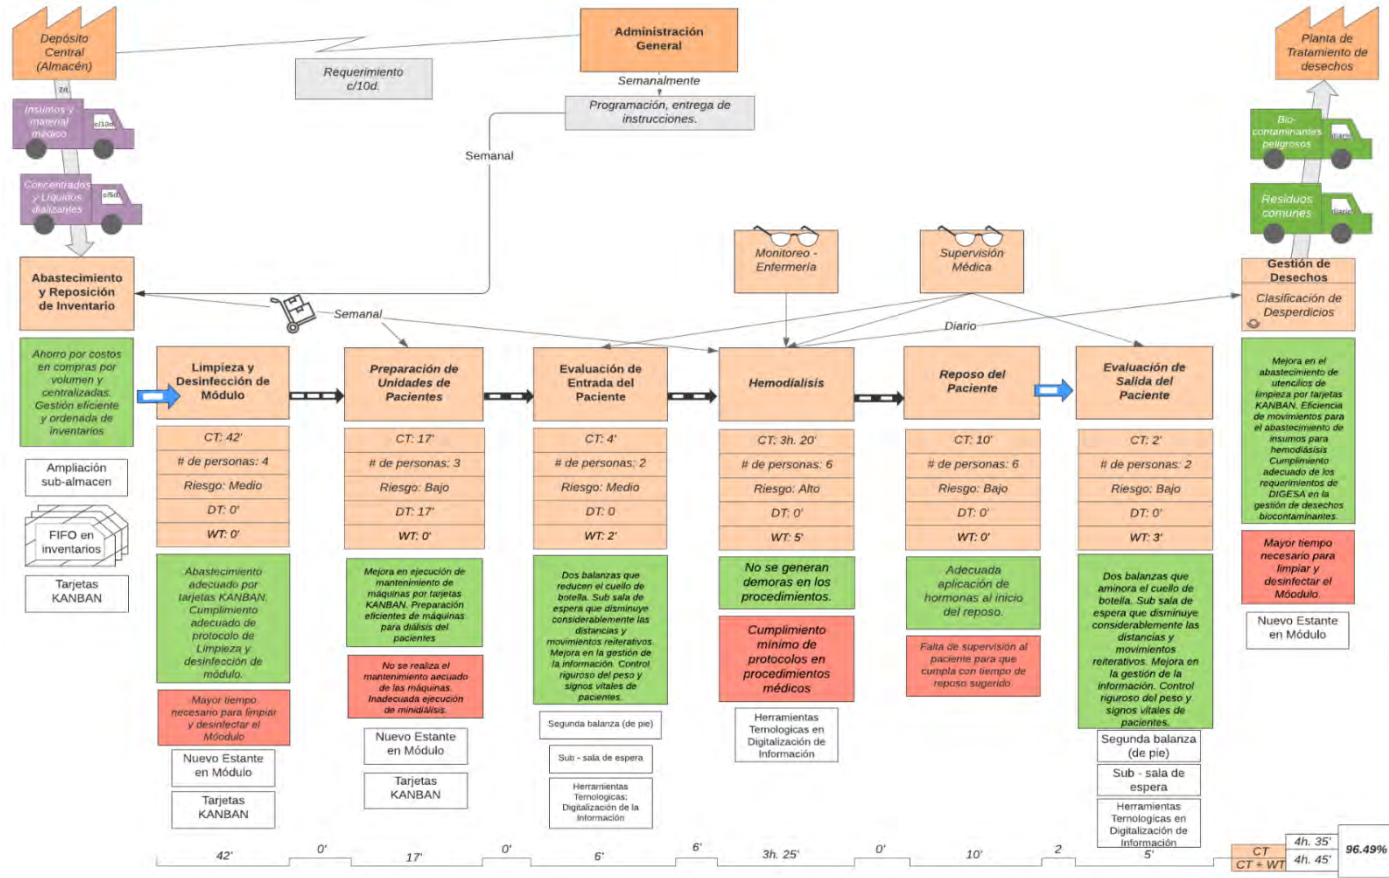 Depósito
Central
(Almacén)
Administración
General
Planta de
Tratamiento de
desechos
Requerimiento
c/10d.
Semanalmente
Programación, entrega de
instrucciones.
Insumos y
material
médico
c/10d
Semanal
Concentrados
y Líquidos
dializantes
c/5d
Bio-
contaminantes
peligrosos
diario
Residuos
comunes
diario
Monitoreo -
Enfermería
Supervisión
Médica
Abastecimiento
y Reposición
de Inventario
Gestión de
Desechos
Clasificación de
Desperdicios
Semanal
Diario
Ahorro por costos
en compras por
volumen y
centralizadas.
Gestión eficiente
y ordenada de
inventarios
Ampliación
sub-almacen
FIFO en
inventarios
Tarjetas
KANBAN
Limpieza y
Desinfección de
Módulo
CT: 42'
# de personas: 4
Riesgo: Medio
DT: 0'
WT: 0'
Abastecimiento
adecuado por
tarjetas KANBAN.
Cumplimiento
adecuado de
protocolo de
Limpieza y
desinfección de
módulo.
Mayor tiempo
necesario para limpiar
y desinfectar el
Móodulo
Nuevo Estante
en Módulo
Tarjetas
KANBAN
Preparación de
Unidades de
Pacientes
CT: 17'
# de personas: 3
Riesgo: Bajo
DT: 17'
WT: 0'
Mejora en ejecución de
mantenimiento de
máquinas por tarjetas
KANBAN. Preparación
eficientes de máquinas
para diálisis del
pacientes
No se realiza el
mantenimiento aecuado
de las máquinas.
Inadecuada ejecución
de minidiálisis.
Nuevo Estante
en Módulo
Tarjetas
KANBAN
Evaluación de
Entrada del
Paciente
CT: 4'
# de personas: 2
Riesgo: Medio
DT: 0
WT: 2'
Dos balanzas que
reducen el cuello de
botella. Sub sala de
espera que disminuye
considerablemente las
distancias y
movimientos reiterativos.
Mejora en la gestión de
la información. Control
riguroso del peso y
signos vitales de
pacientes.
Segunda balanza (de pie)
Sub - sala de espera
Herramientas
Ternologicas:
Digitalización de la
Información
Hemodíalisis
CT: 3h. 20'
# de personas: 6
Riesgo: Alto
DT: 0'
WT: 5'
No se generan
demoras en los
procedimientos.
Cumplimiento
mínimo de
protocolos en
procedimientos
médicos
Herramientas
Ternologicas en
Digitalización de
Información
Reposo del
Paciente
CT: 10'
# de personas: 6
Riesgo: Bajo
DT: 0'
WT: 0'
Adecuada
aplicación de
hormonas al inicio
del reposo.
Falta de supervisión al
paciente para que
cumpla con tiempo de
reposo sugerido
Evaluación de
Salida del
Paciente
CT: 2'
# de personas: 2
Riesgo: Bajo
DT: 0'
WT: 3'
Dos balanzas que
aminora el cuello de
botella. Sub sala de
espera que disminuye
considerablemente las
distancias y
movimientos
reiterativos. Mejora en
la gestión de la
información. Control
riguroso del peso y
signos vitales de
pacientes.
Segunda balanza
(de pie)
Sub - sala de
espera
Herramientas
Ternologicas en
Digitalización de
Información
Mejora en el
abastecimiento de
utencilios de
limpieza por tarjetas
KANBAN. Eficiencia
de movimientos para
el abastecimiento de
insumos para
hemodiásisis
Cumplimiento
adecuado de los
requerimientos de
DIGESA en la
gestión de desechos
biocontaminantes.
Mayor tiempo
necesario para
limpiar y
desinfectar el
Móodulo.
Nuevo Estante
en Módulo
42'
0'
17'
0'
6'
6'
3h. 25'
0'
10'
2
5'
CT
4h. 35'
CT + WT
4h. 45'
96.49%